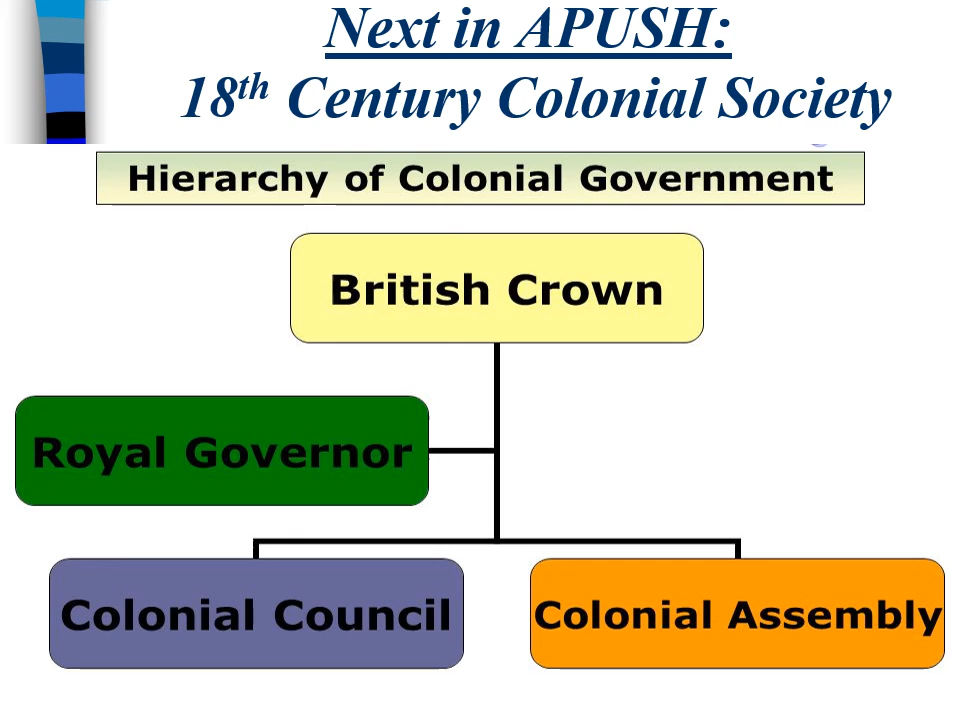 Next in APUSH:
18th Century Colonial Society
Hierarchy of Colonial Government
British Crown
Royal Governor
Colonial Council
Colonial Assembly